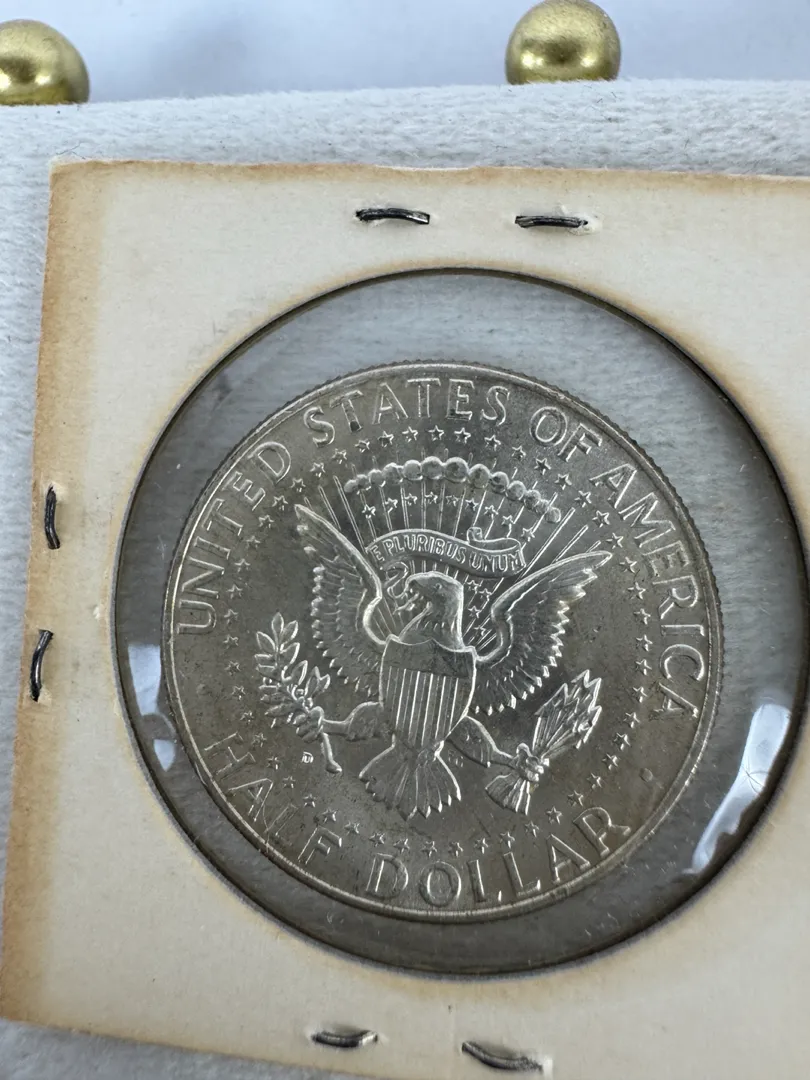 UNITED STATES OF AMERICA
E PLURIBUS UNUM
D
HALF DOLLAR